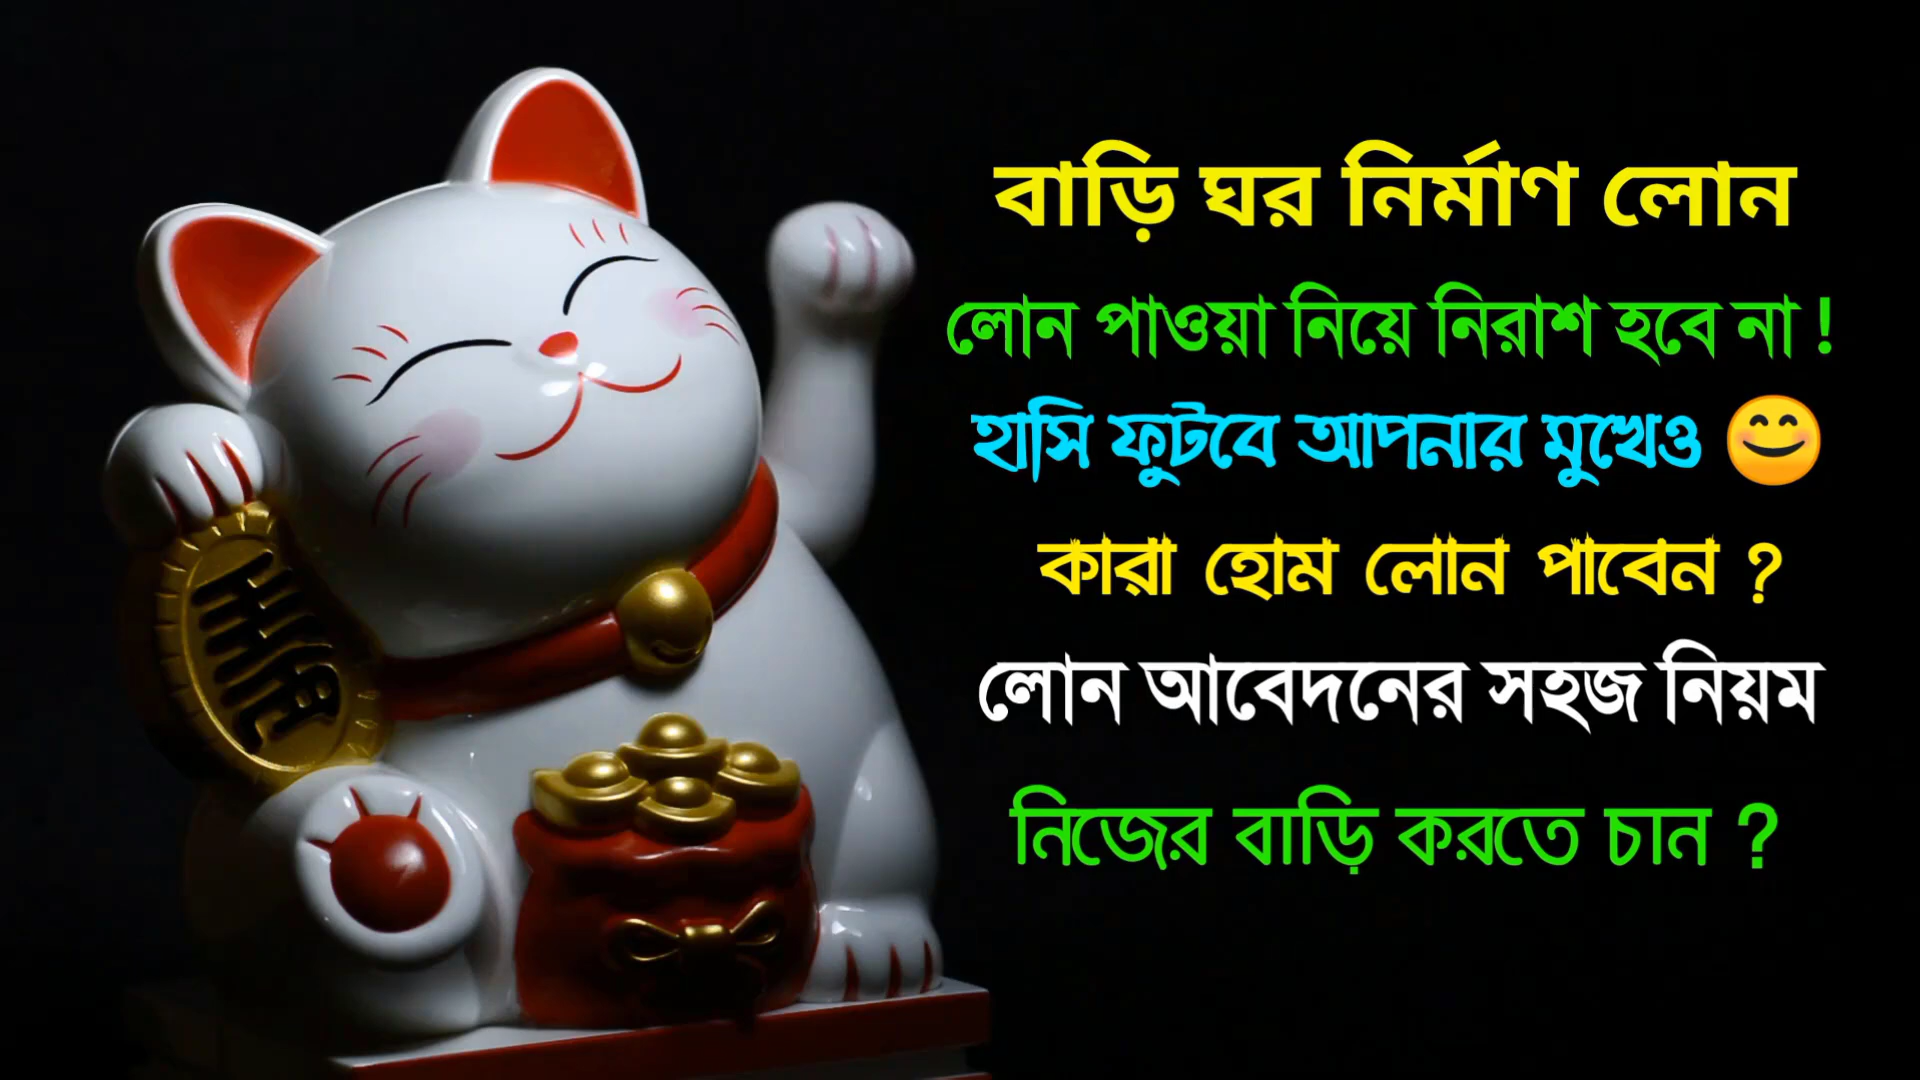 বাড়ি ঘর নির্মাণ লোন
লোন পাওয়া নিয়ে নিরাশ হবে না !
হাসি ফুটবে আপনার মুখেও 😊
কারা হোম লোন পাবেন ?
লোন আবেদনের সহজ নিয়ম
নিজের বাড়ি করতে চান ?